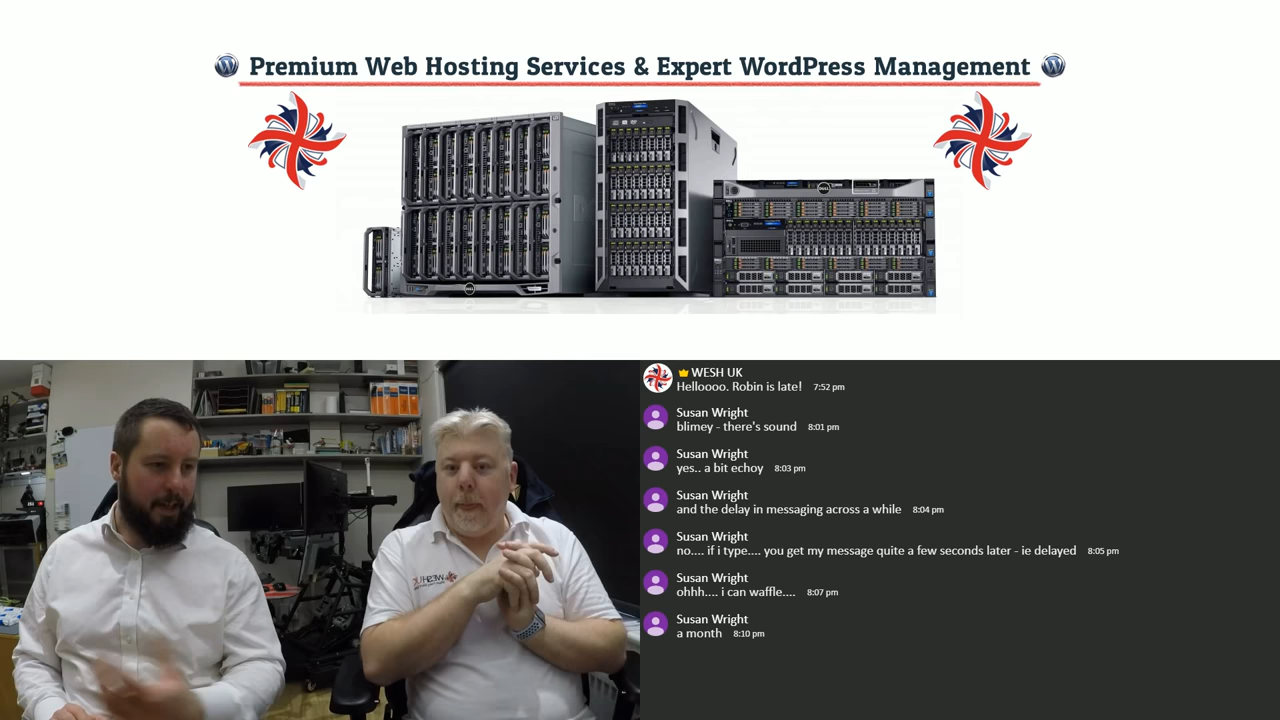 Premium Web Hosting Services & Expert WordPress Management
WESH UK
Helloooo. Robin is late! 7:52 pm
Susan Wright
blimey - there's sound 8:01 pm
Susan Wright
yes.. a bit echoy 8:03 pm
Susan Wright
and the delay in messaging across a while 8:04 pm
Susan Wright
no.... if i type.... you get my message quite a few seconds later - ie delayed 8:05 pm
Susan Wright
ohhh.... i can waffle.... 8:07 pm
Susan Wright
a month 8:10 pm